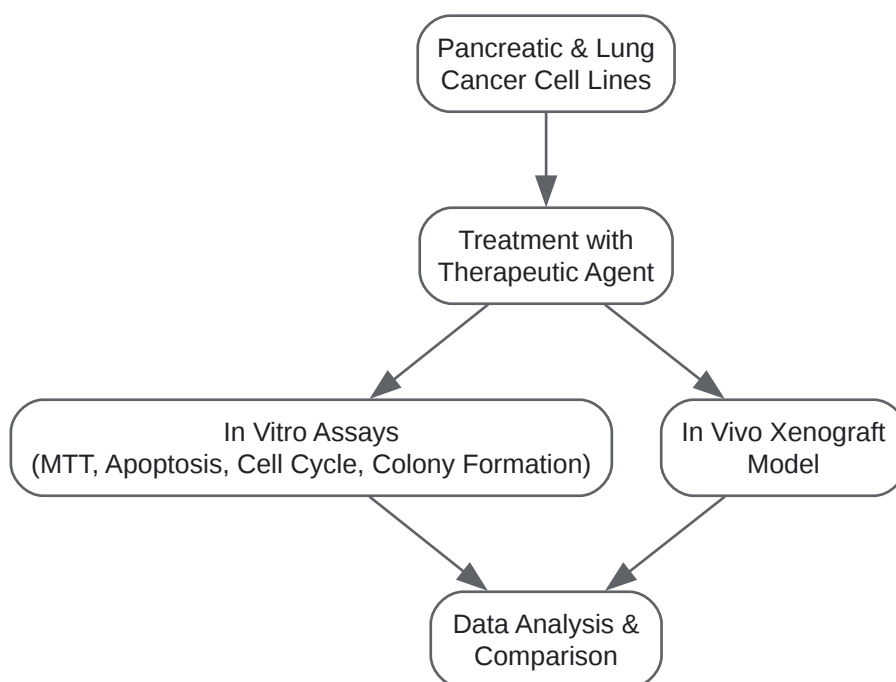 Pancreatic & Lung
Cancer Cell Lines
Treatment with
Therapeutic Agent
In Vitro Assays
(MTT, Apoptosis, Cell Cycle, Colony Formation)
In Vivo Xenograft
Model
Data Analysis &
Comparison